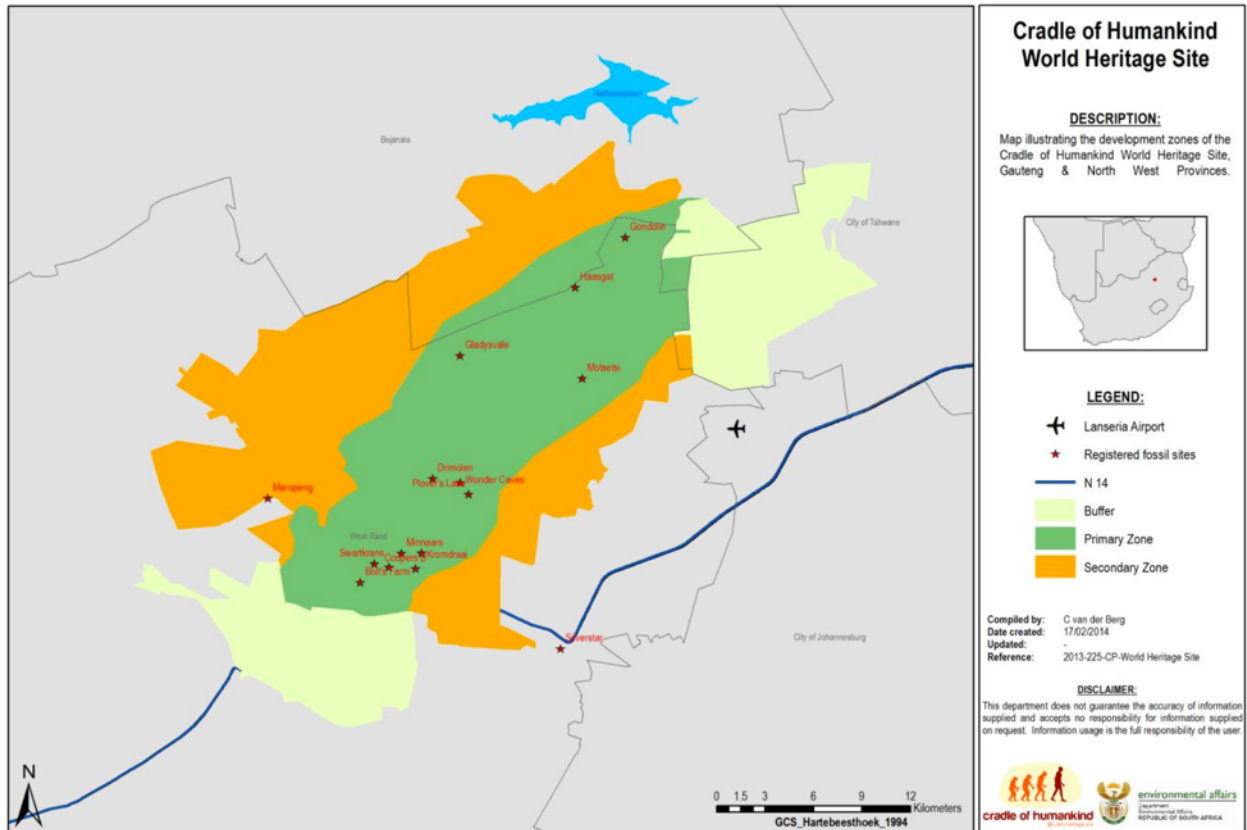 Hartbeespoort
Bojanala
City of Tshwane
Gondolin
Haasgat
Gladysvale
Motsetsi
Drimolen
Plover's Lake
Wonder Caves
Maropeng
West Rand
Minnaars
Swartkrans
Kromdraai
Coopers B
Bolt's Farm
Silverstar
City of Johannesburg
N
0 1.5 3 6 9 12
Kilometers
GCS_Hartebeesthoek_1994
Cradle of Humankind
World Heritage Site
DESCRIPTION:
Map illustrating the development zones of the
Cradle of Humankind World Heritage Site,
Gauteng & North West Provinces.
LEGEND:
Lanseria Airport
Registered fossil sites
N 14
Buffer
Primary Zone
Secondary Zone
Compiled by: C van der Berg
Date created: 17/02/2014
Updated: -
Reference: 2013-225-CP-World Heritage Site
DISCLAIMER:
This department does not guarantee the accuracy of information
supplied and accepts no responsibility for information supplied
on request. Information usage is the full responsibility of the user.
cradle of humankind
environmental affairs
Department:
Environmental Affairs
REPUBLIC OF SOUTH AFRICA